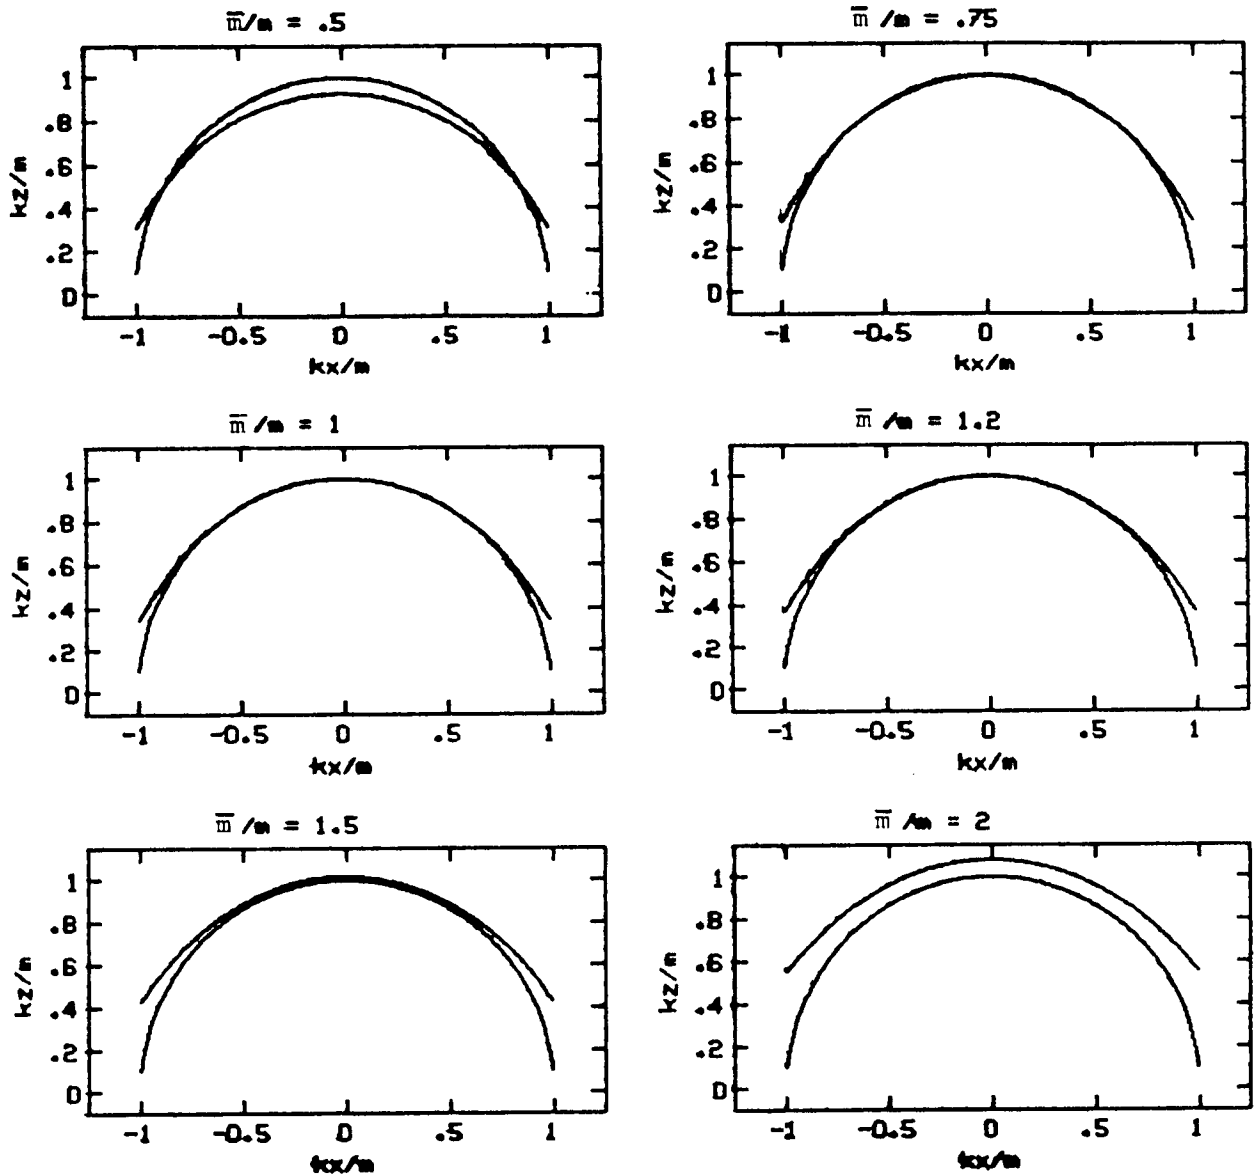 m̅/m = .5
1
.8
.6
.4
.2
0
kz/m
-1 -0.5 0 .5 1
kx/m
m̅ /m = .75
1
.8
.6
.4
.2
0
kz/m
-1 -0.5 0 .5 1
kx/m
m̅ /m = 1
1
.8
.6
.4
.2
0
kz/m
-1 -0.5 0 .5 1
kx/m
m̅ /m = 1.2
1
.8
.6
.4
.2
0
kz/m
-1 -0.5 0 .5 1
kx/m
m̅ /m = 1.5
1
.8
.6
.4
.2
0
kz/m
-1 -0.5 0 .5 1
kx/m
m̅ /m = 2
1
.8
.6
.4
.2
0
kz/m
-1 -0.5 0 .5 1
kx/m